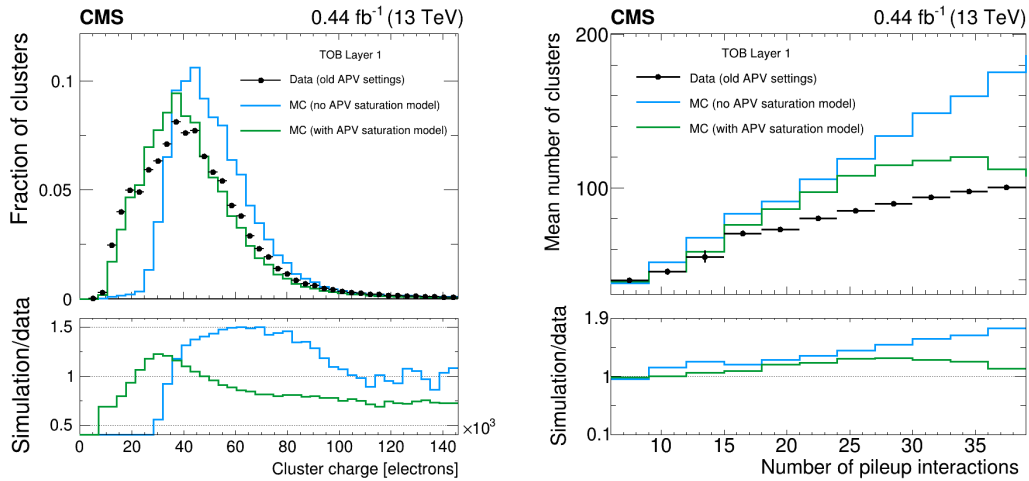 CMS 0.44 fb⁻¹ (13 TeV)
TOB Layer 1
Data (old APV settings)
MC (no APV saturation model)
MC (with APV saturation model)
Fraction of clusters
0.1
0.05
0
Simulation/data
1.5
1
0.5
0 20 40 60 80 100 120 140
×10³
Cluster charge [electrons]
CMS 0.44 fb⁻¹ (13 TeV)
TOB Layer 1
Data (old APV settings)
MC (no APV saturation model)
MC (with APV saturation model)
Mean number of clusters
200
100
Simulation/data
1.9
1
0.1
10 15 20 25 30 35
Number of pileup interactions